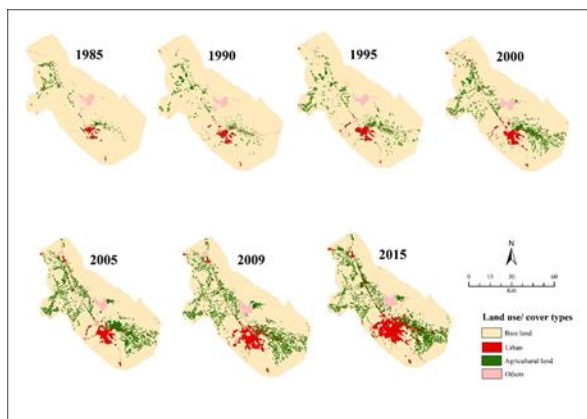 1985
1990
1995
2000
2005
2009
2015
N
0 15 30 60
Km
Land use/ cover types
Bare land
Urban
Agricultural land
Others